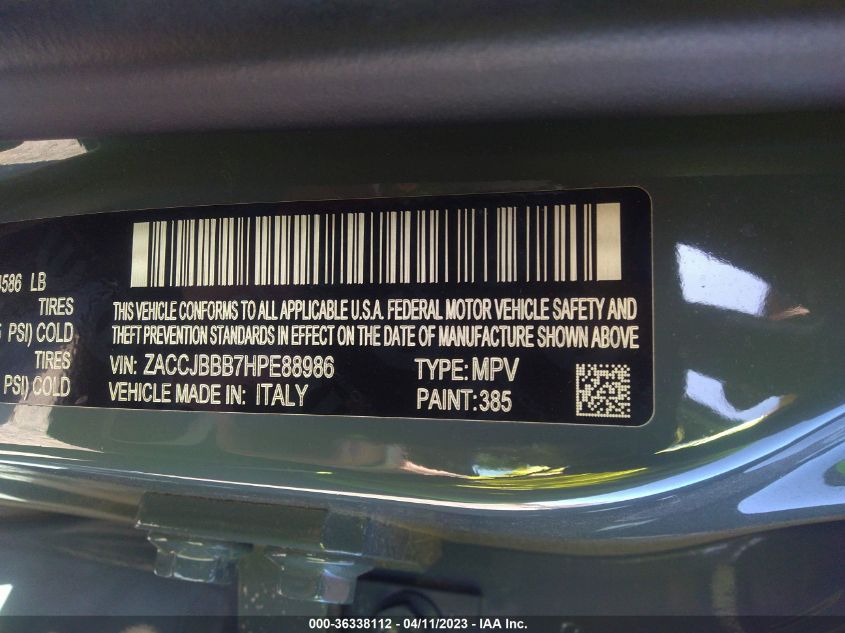 4586 LB
TIRES
PSI) COLD
TIRES
PSI) COLD
THIS VEHICLE CONFORMS TO ALL APPLICABLE U.S.A. FEDERAL MOTOR VEHICLE SAFETY AND
THEFT PREVENTION STANDARDS IN EFFECT ON THE DATE OF MANUFACTURE SHOWN ABOVE
VIN: ZACCJBBB7HPE88986 TYPE: MPV
VEHICLE MADE IN: ITALY PAINT: 385
000-36338112 - 04/11/2023 - IAA Inc.